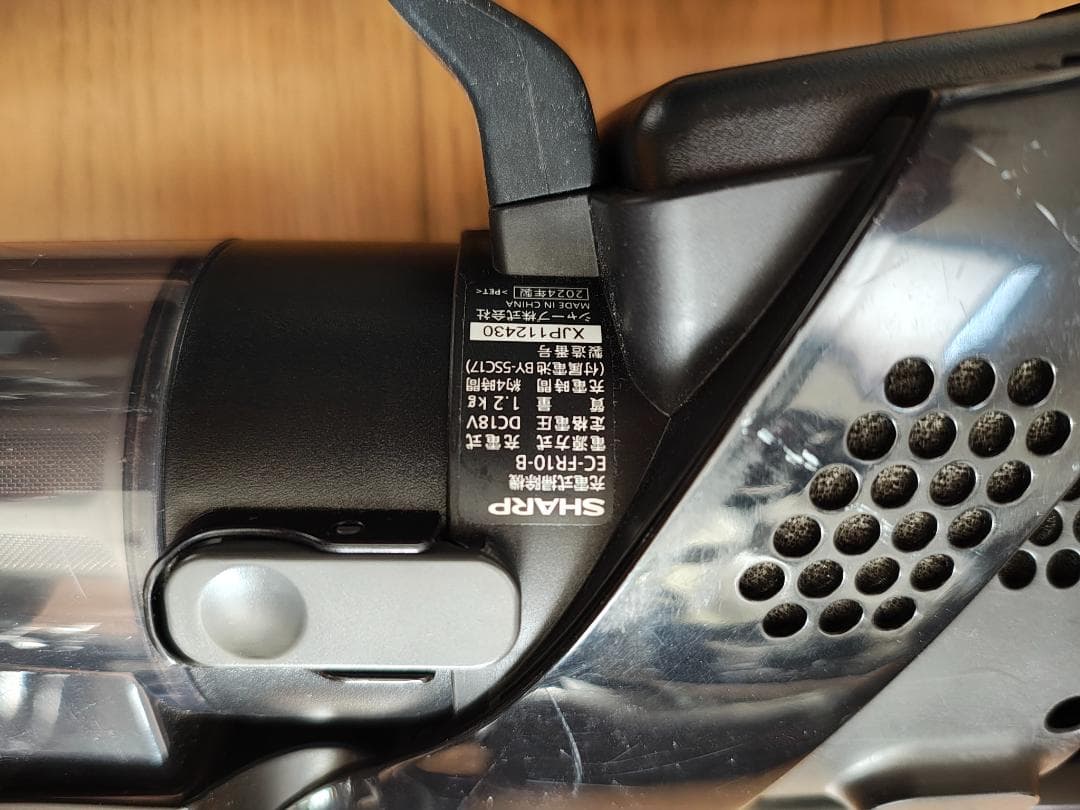 SHARP
充電式掃除機
EC-FR10-B
電源方式 充電式
定格電圧 DC18V
質量 1.2kg
充電時間 約4時間
(付属電池 BY-5SC17)
製造番号
XJP112430
シャープ株式会社
MADE IN CHINA
2024年製 >PET<